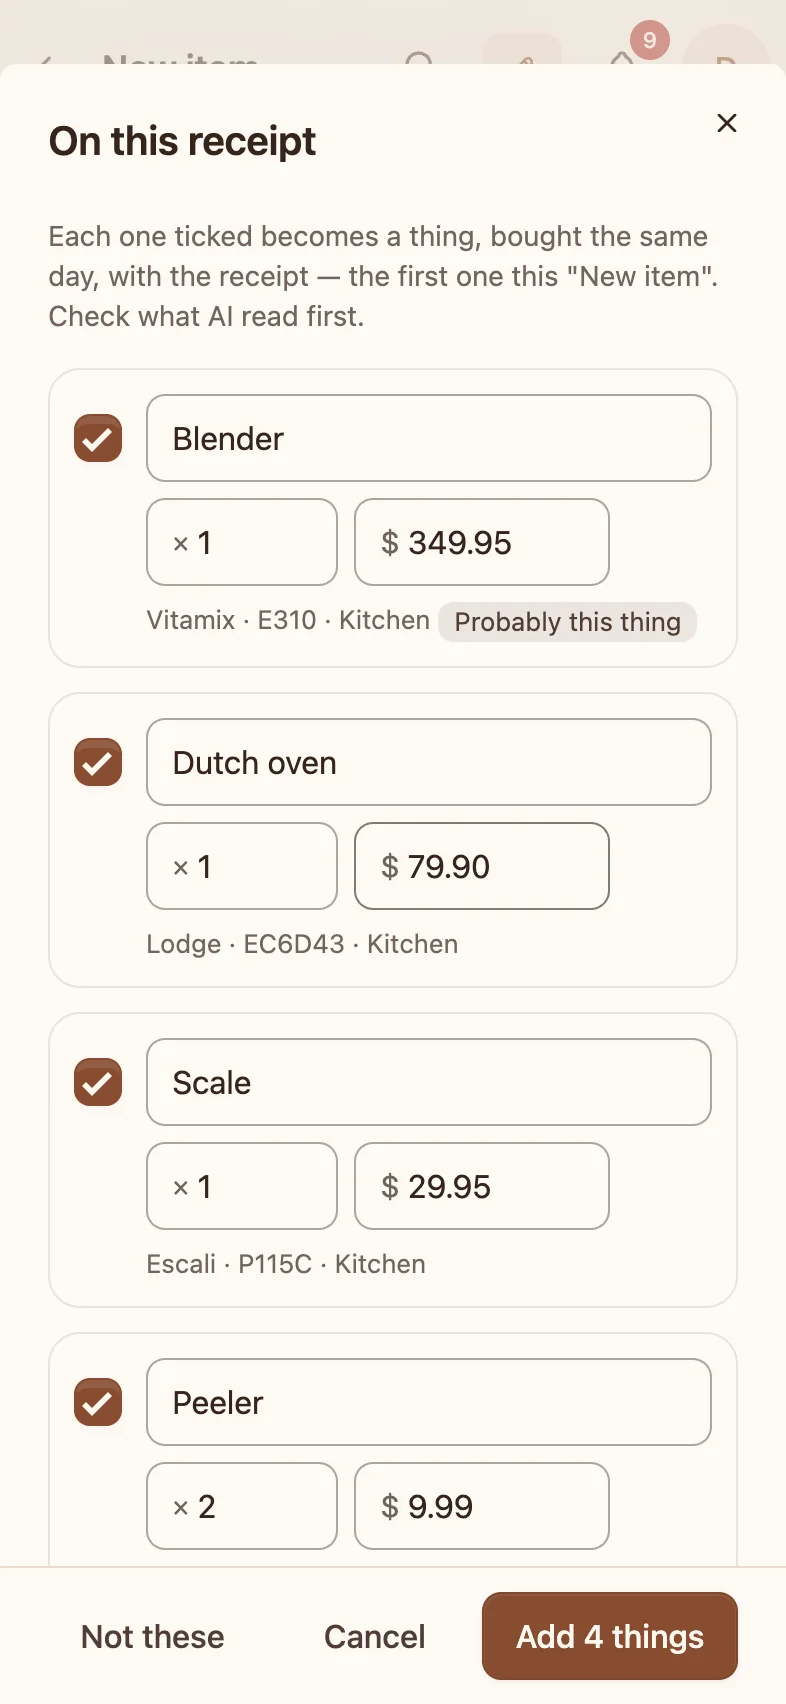 New item
9
On this receipt
Each one ticked becomes a thing, bought the same
day, with the receipt — the first one this "New item".
Check what AI read first.
Blender
× 1
$ 349.95
Vitamix · E310 · Kitchen Probably this thing
Dutch oven
× 1
$ 79.90
Lodge · EC6D43 · Kitchen
Scale
× 1
$ 29.95
Escali · P115C · Kitchen
Peeler
× 2
$ 9.99
Not these
Cancel
Add 4 things